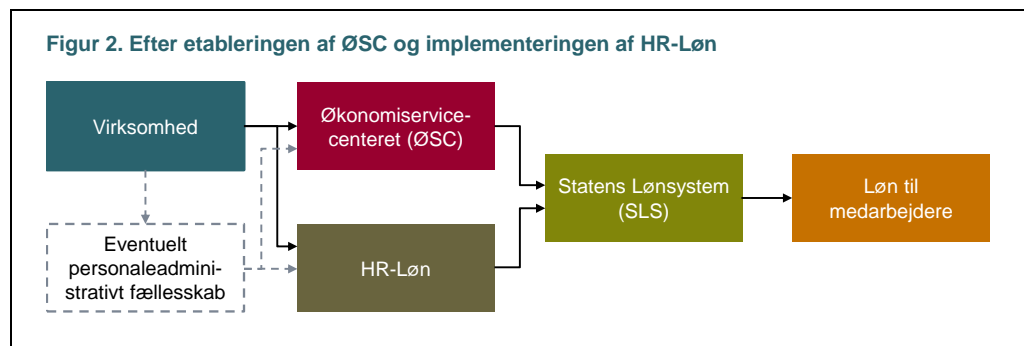 Figur 2. Efter etableringen af ØSC og implementeringen af HR-Løn
Virksomhed
Økonomiservice-
centeret (ØSC)
Statens Lønsystem
(SLS)
Løn til
medarbejdere
Eventuelt
personaleadmini-
strativt fællesskab
HR-Løn